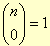 (n
0) = 1